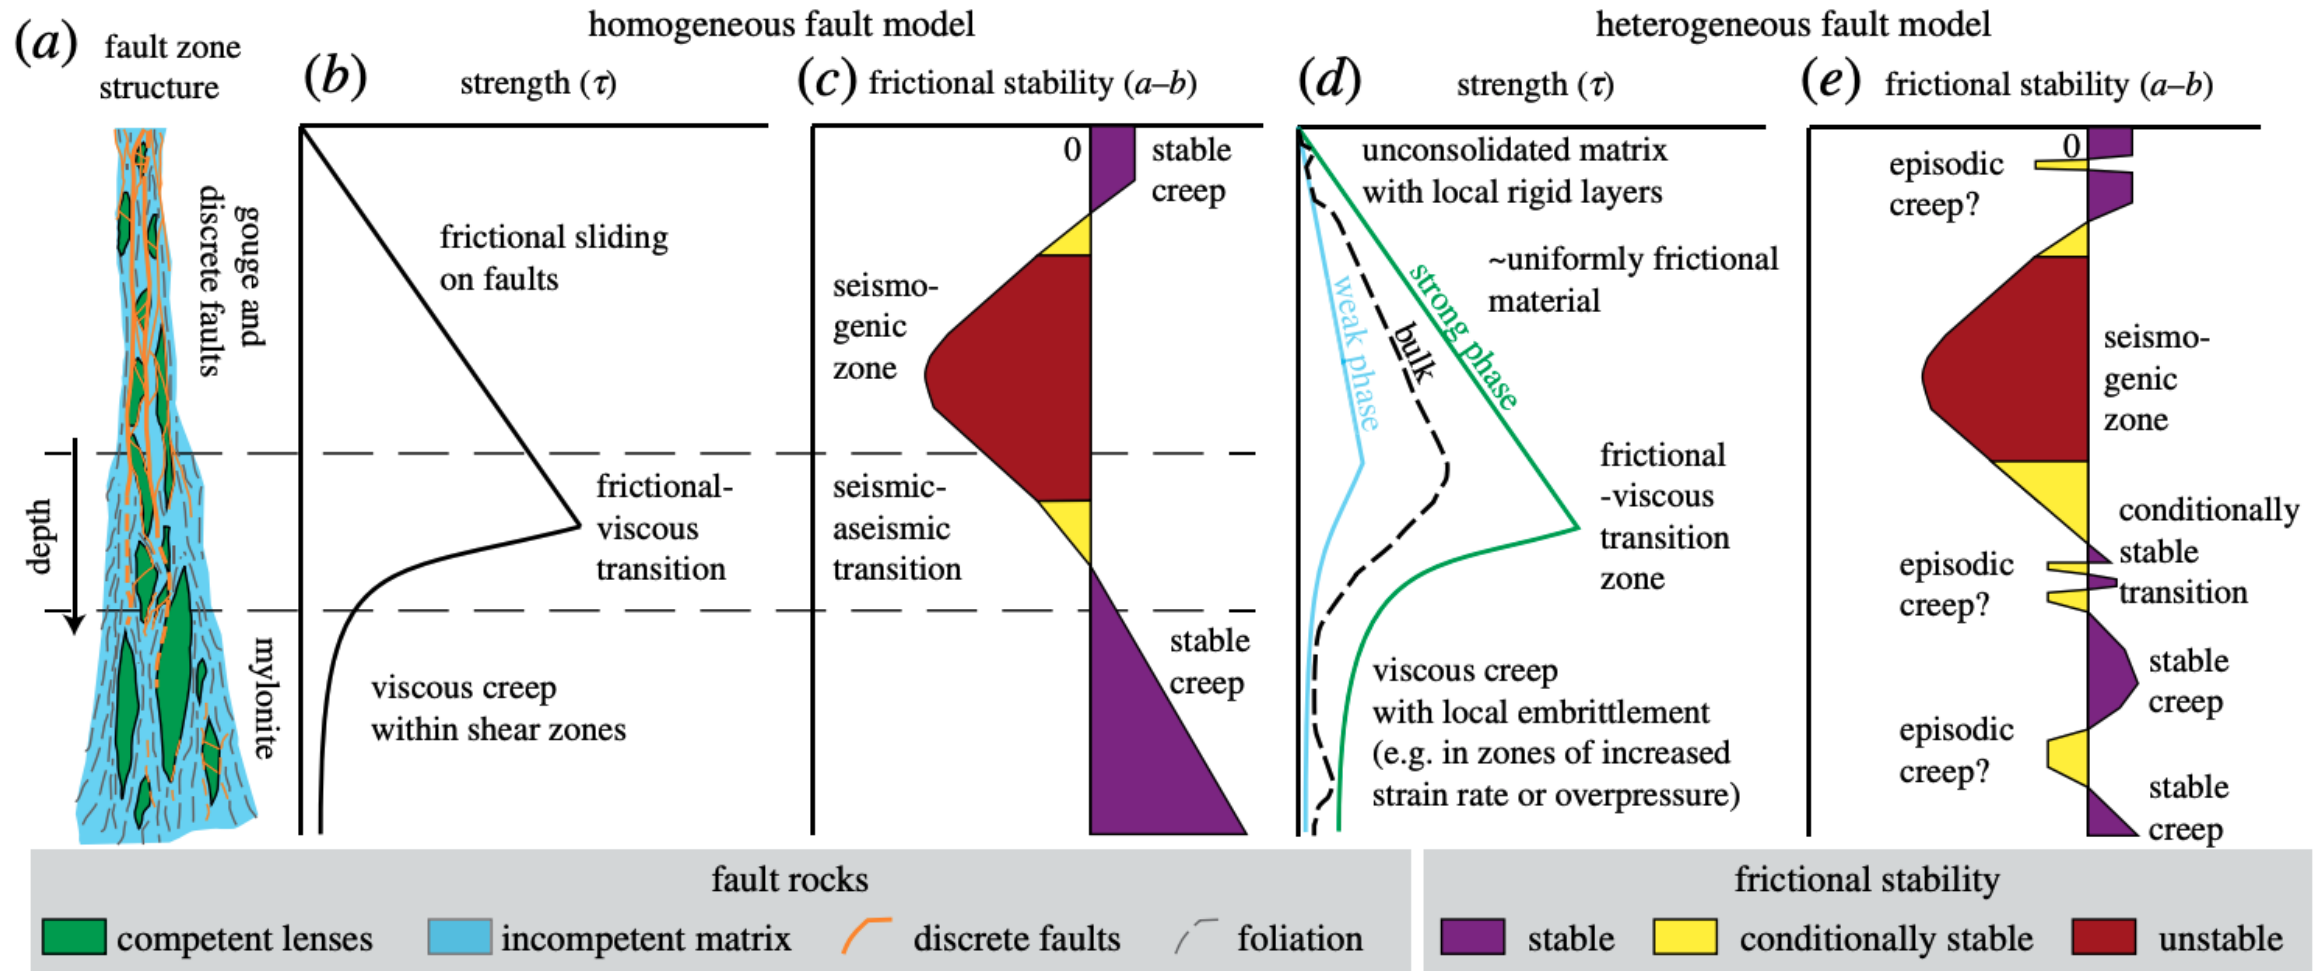 homogeneous fault model
heterogeneous fault model
(a)
fault zone
structure
(b)
strength (τ)
(c)
frictional stability (a–b)
(d)
strength (τ)
(e)
frictional stability (a–b)
gouge and
discrete faults
depth
mylonite
frictional sliding
on faults
frictional-
viscous
transition
viscous creep
within shear zones
0
stable
creep
seismo-
genic
zone
seismic-
aseismic
transition
stable
creep
unconsolidated matrix
with local rigid layers
~uniformly frictional
material
weak phase
bulk
strong phase
frictional
-viscous
transition
zone
viscous creep
with local embrittlement
(e.g. in zones of increased
strain rate or overpressure)
0
episodic
creep?
seismo-
genic
zone
conditionally
stable
transition
episodic
creep?
stable
creep
episodic
creep?
stable
creep
fault rocks
competent lenses
incompetent matrix
discrete faults
foliation
frictional stability
stable
conditionally stable
unstable